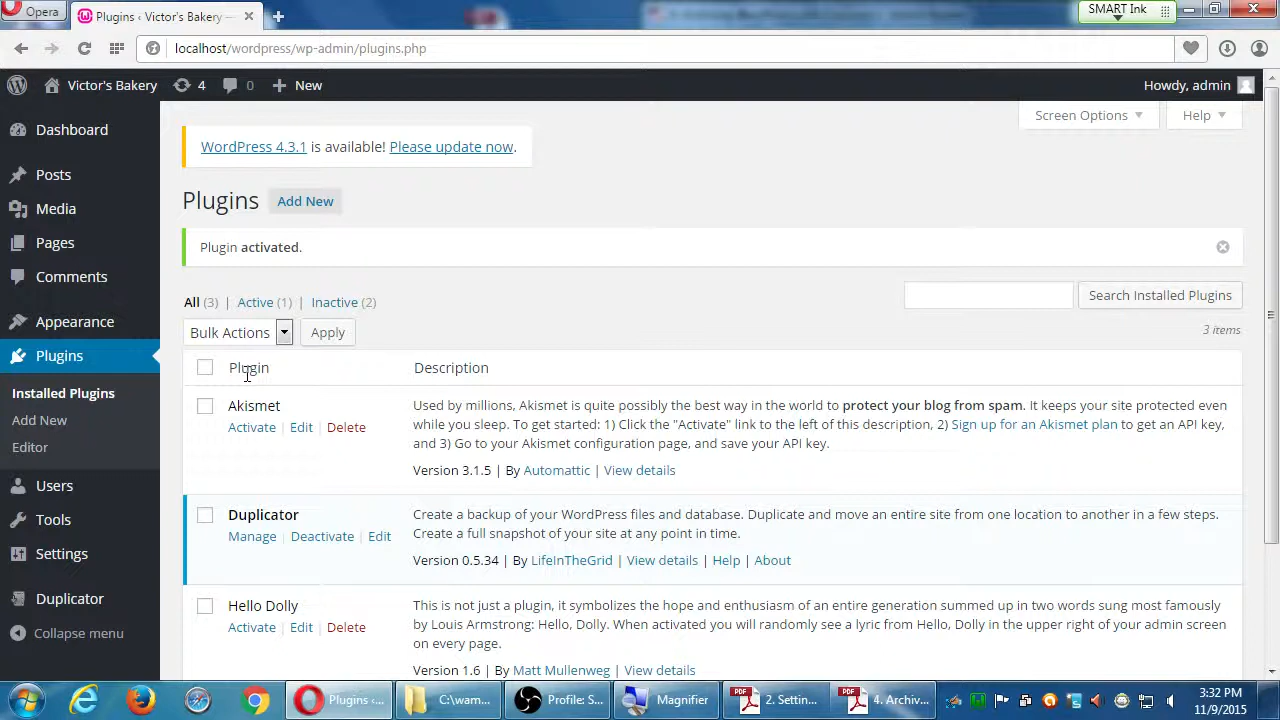 Opera
Plugins ‹ Victor's Bakery —
SMART Ink
localhost/wordpress/wp-admin/plugins.php
Victor's Bakery 4 0 New
Howdy, admin
Screen Options
Help
Dashboard
Posts
Media
Pages
Comments
Appearance
Plugins
Installed Plugins
Add New
Editor
Users
Tools
Settings
Duplicator
Collapse menu
WordPress 4.3.1 is available! Please update now.
Plugins Add New
Plugin activated.
All (3) | Active (1) | Inactive (2)
Search Installed Plugins
Bulk Actions Apply
3 items
Plugin Description
Akismet
Activate | Edit | Delete
Used by millions, Akismet is quite possibly the best way in the world to protect your blog from spam. It keeps your site protected even
while you sleep. To get started: 1) Click the "Activate" link to the left of this description, 2) Sign up for an Akismet plan to get an API key,
and 3) Go to your Akismet configuration page, and save your API key.
Version 3.1.5 | By Automattic | View details
Duplicator
Manage | Deactivate | Edit
Create a backup of your WordPress files and database. Duplicate and move an entire site from one location to another in a few steps.
Create a full snapshot of your site at any point in time.
Version 0.5.34 | By LifeInTheGrid | View details | Help | About
Hello Dolly
Activate | Edit | Delete
This is not just a plugin, it symbolizes the hope and enthusiasm of an entire generation summed up in two words sung most famously
by Louis Armstrong: Hello, Dolly. When activated you will randomly see a lyric from Hello, Dolly in the upper right of your admin screen
on every page.
Version 1.6 | By Matt Mullenweg | View details
Plugins ‹...
C:\wam...
Profile: S...
Magnifier
PDF 2. Settin...
PDF 4. Archiv...
3:32 PM
11/9/2015